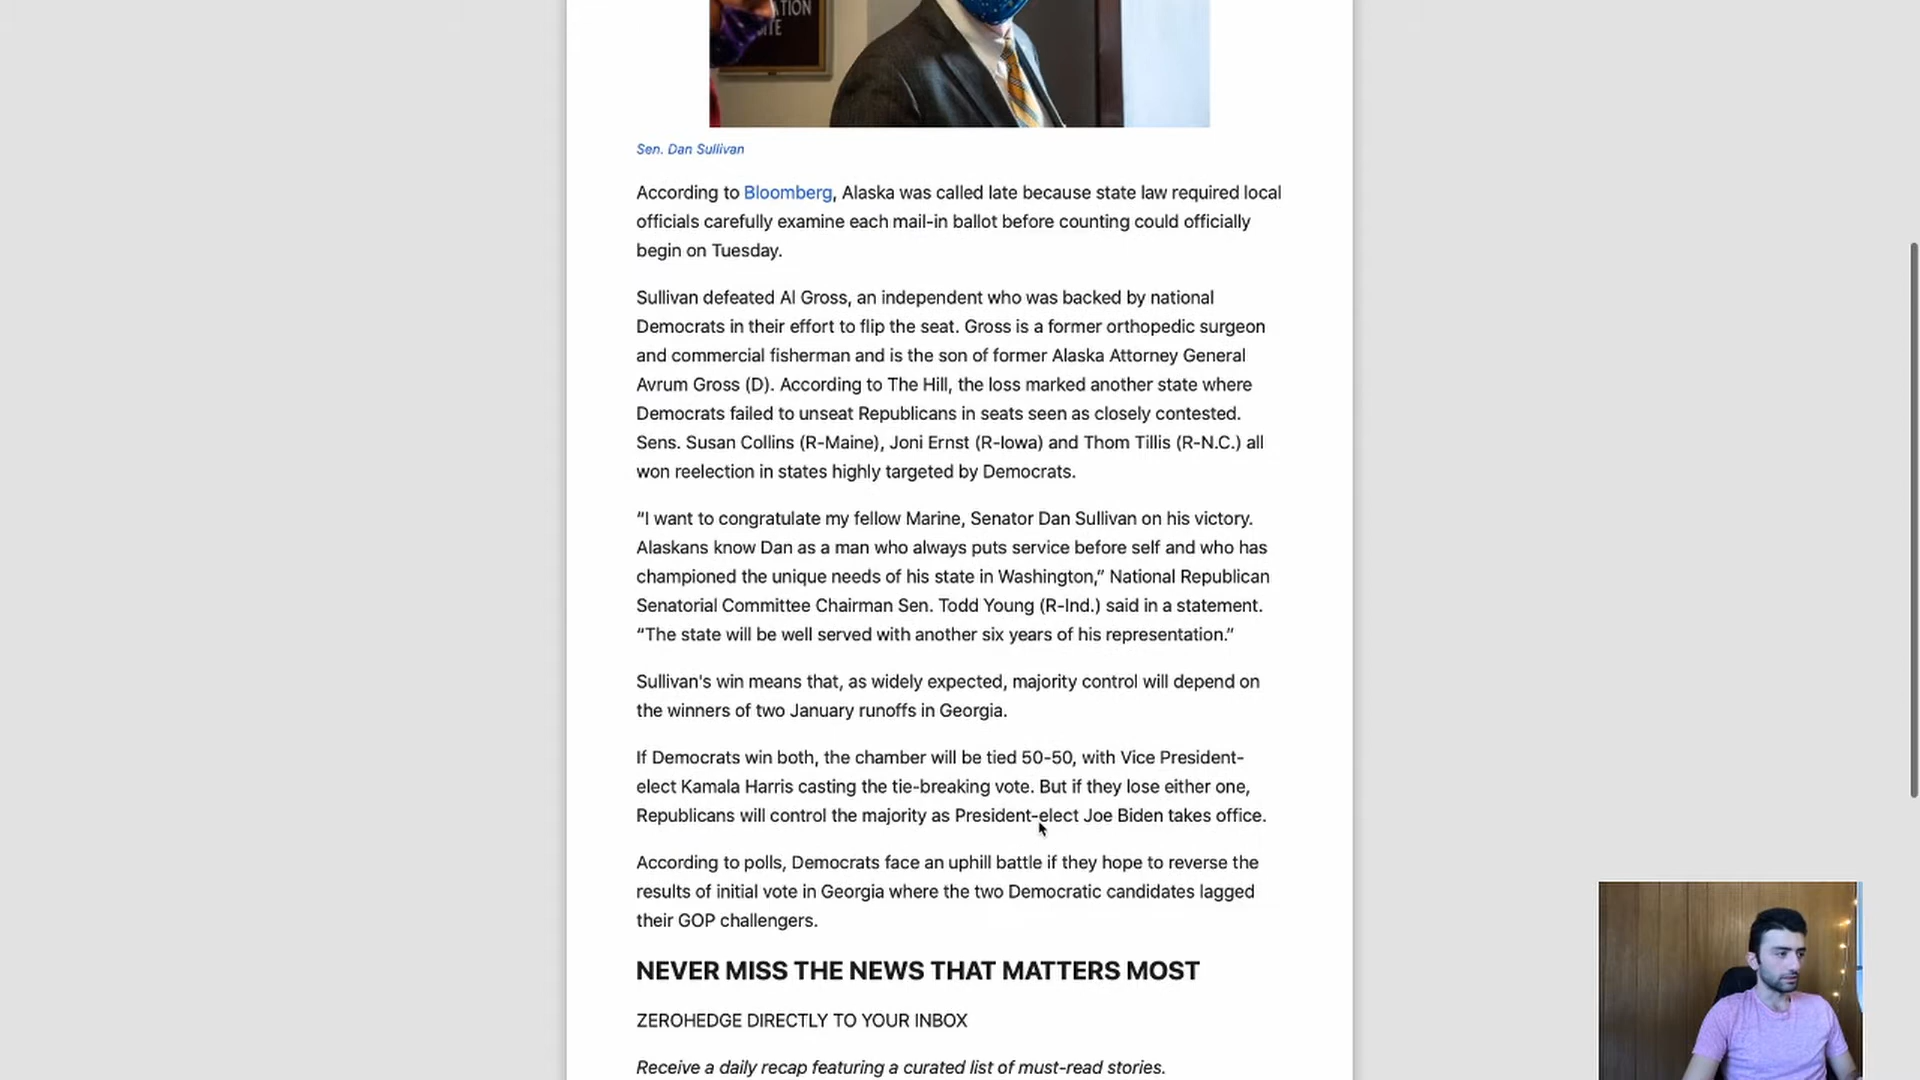 ATION
SITE
Sen. Dan Sullivan
According to Bloomberg, Alaska was called late because state law required local
officials carefully examine each mail-in ballot before counting could officially
begin on Tuesday.
Sullivan defeated Al Gross, an independent who was backed by national
Democrats in their effort to flip the seat. Gross is a former orthopedic surgeon
and commercial fisherman and is the son of former Alaska Attorney General
Avrum Gross (D). According to The Hill, the loss marked another state where
Democrats failed to unseat Republicans in seats seen as closely contested.
Sens. Susan Collins (R-Maine), Joni Ernst (R-Iowa) and Thom Tillis (R-N.C.) all
won reelection in states highly targeted by Democrats.
“I want to congratulate my fellow Marine, Senator Dan Sullivan on his victory.
Alaskans know Dan as a man who always puts service before self and who has
championed the unique needs of his state in Washington,” National Republican
Senatorial Committee Chairman Sen. Todd Young (R-Ind.) said in a statement.
“The state will be well served with another six years of his representation.”
Sullivan's win means that, as widely expected, majority control will depend on
the winners of two January runoffs in Georgia.
If Democrats win both, the chamber will be tied 50-50, with Vice President-
elect Kamala Harris casting the tie-breaking vote. But if they lose either one,
Republicans will control the majority as President-elect Joe Biden takes office.
According to polls, Democrats face an uphill battle if they hope to reverse the
results of initial vote in Georgia where the two Democratic candidates lagged
their GOP challengers.
NEVER MISS THE NEWS THAT MATTERS MOST
ZEROHEDGE DIRECTLY TO YOUR INBOX
Receive a daily recap featuring a curated list of must-read stories.